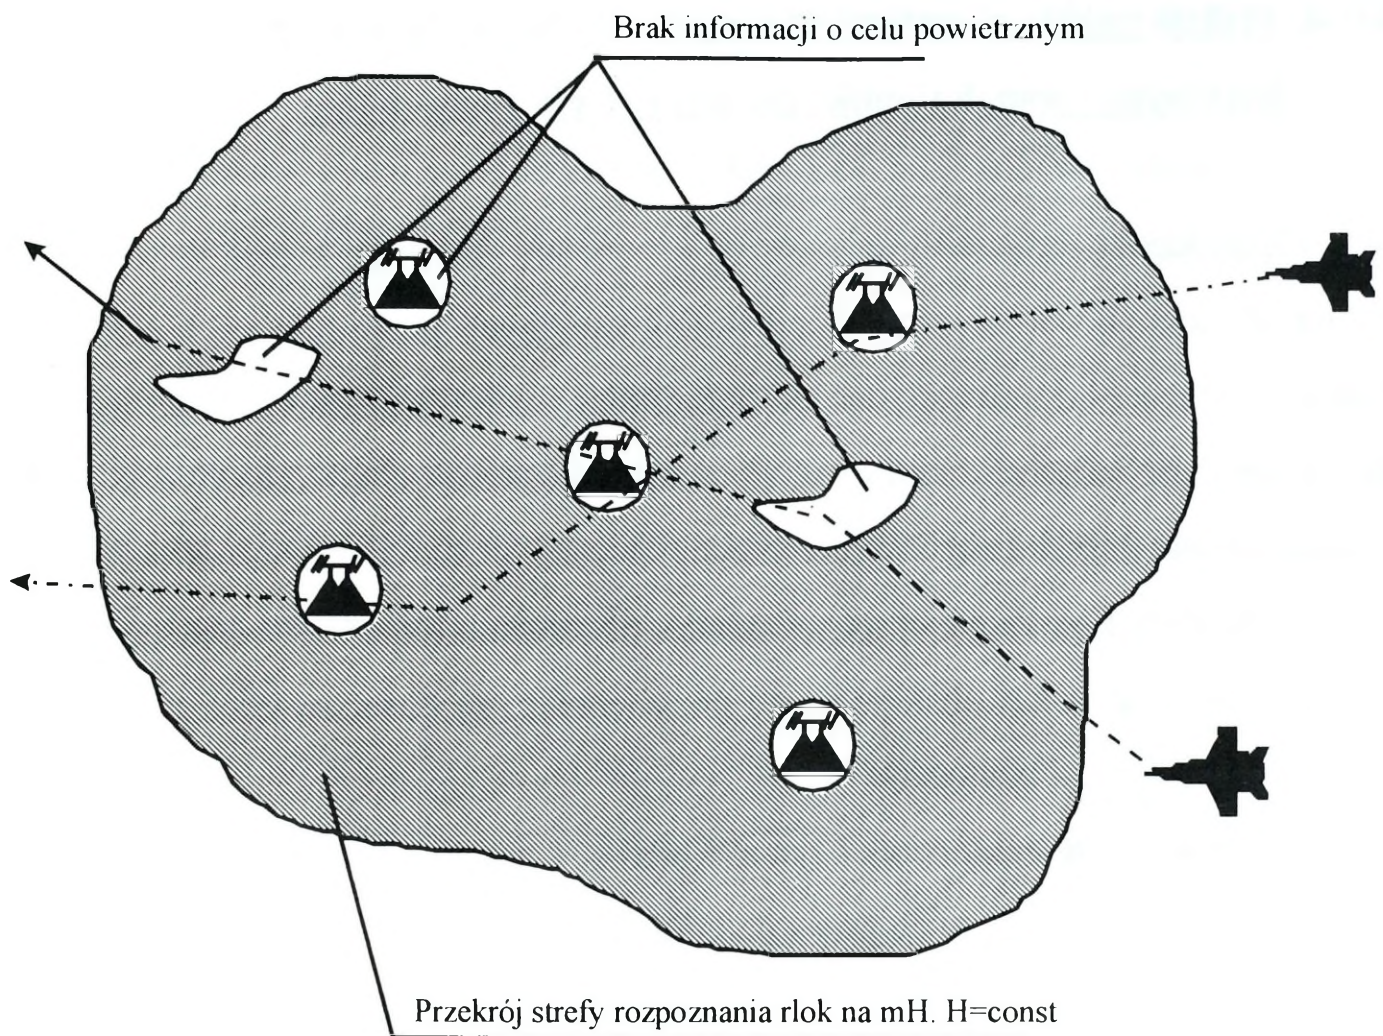 Brak informacji o celu powietrznym
Przekrój strefy rozpoznania rlok na mH. H=const